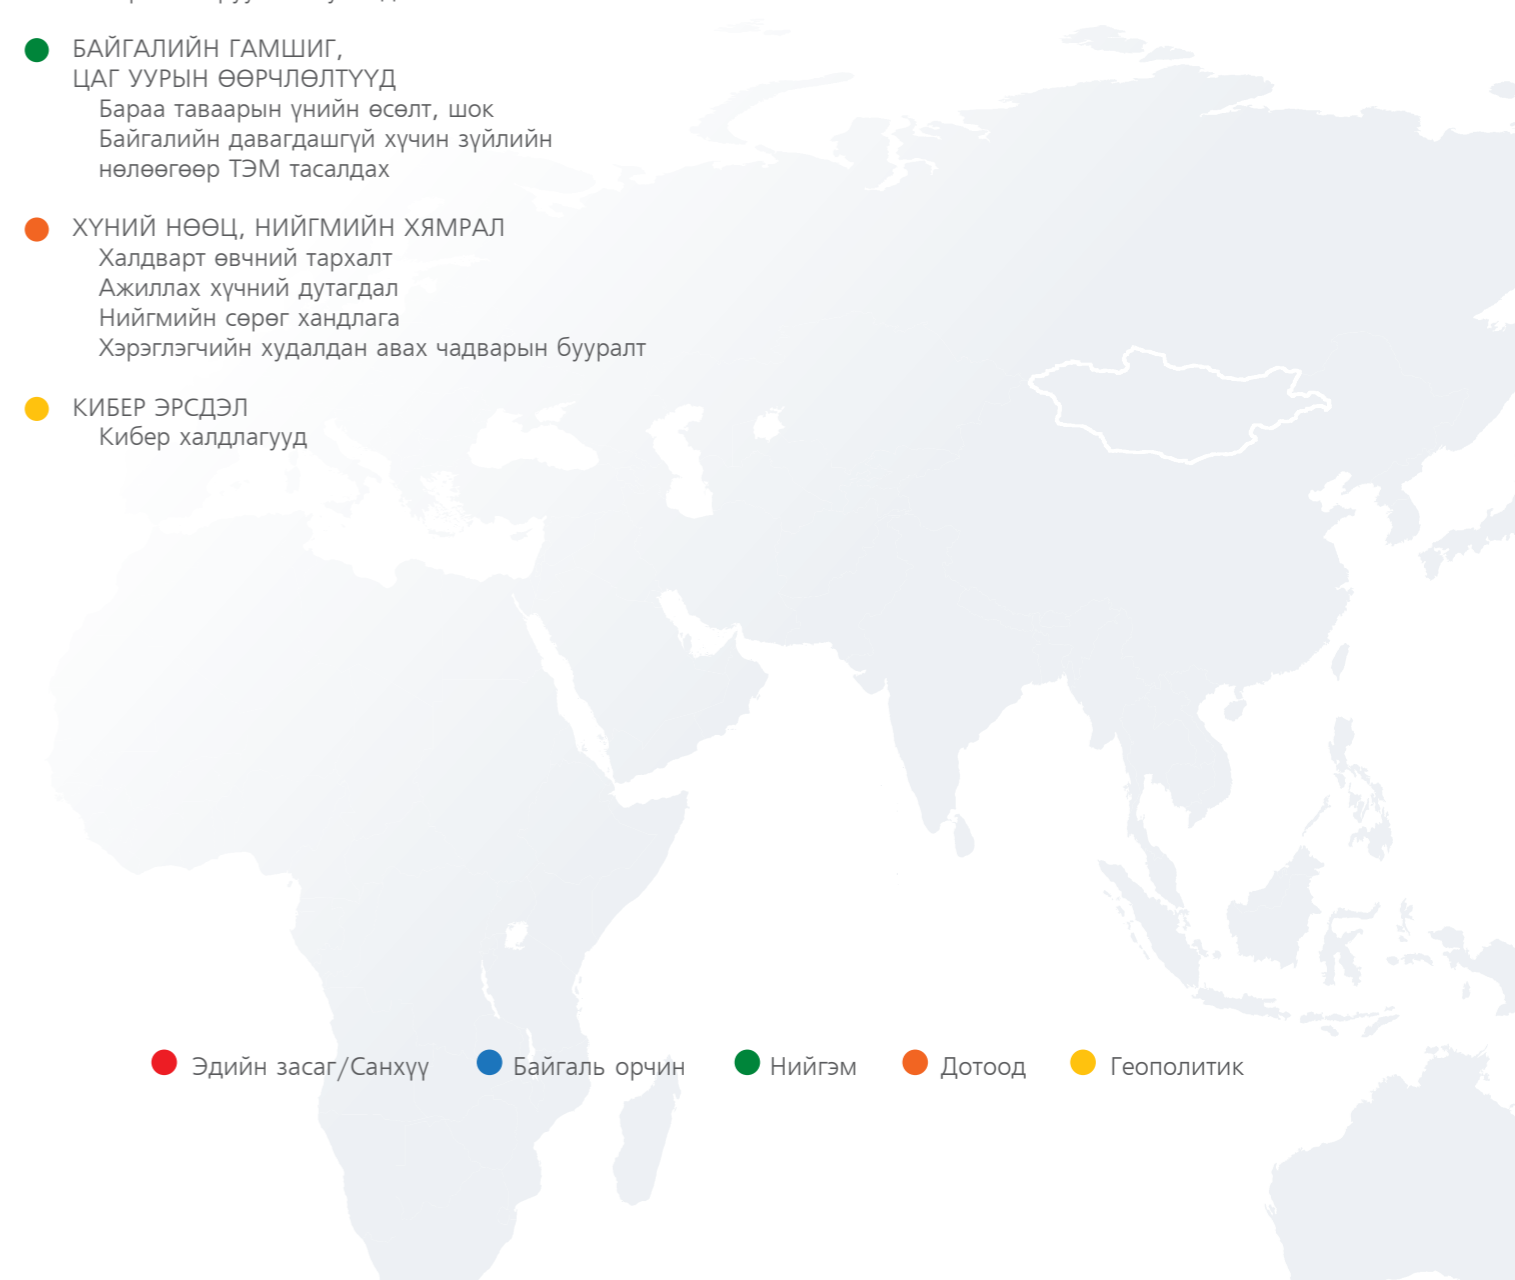 БАЙГАЛИЙН ГАМШИГ,
ЦАГ УУРЫН ӨӨРЧЛӨЛТҮҮД
Бараа таваарын үнийн өсөлт, шок
Байгалийн давагдашгүй хүчин зүйлийн
нөлөөгөөр ТЭМ тасалдах
ХҮНИЙ НӨӨЦ, НИЙГМИЙН ХЯМРАЛ
Халдварт өвчний тархалт
Ажиллах хүчний дутагдал
Нийгмийн сөрөг хандлага
Хэрэглэгчийн худалдан авах чадварын бууралт
КИБЕР ЭРСДЭЛ
Кибер халдлагууд
Эдийн засаг/Санхүү Байгаль орчин Нийгэм Дотоод Геополитик